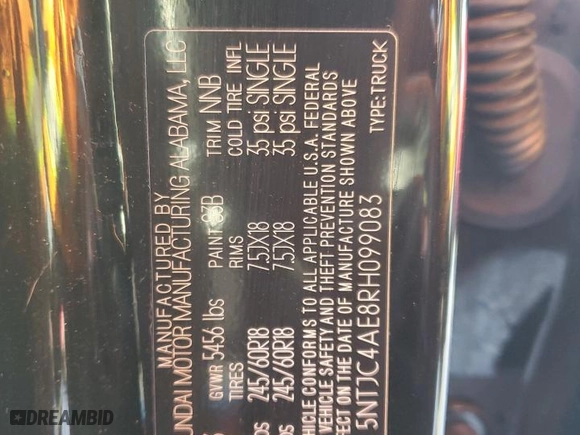 MANUFACTURED BY
UNDAI MOTOR MANUFACTURING ALABAMA, LLC
GVWR 5456 lbs PAINT TRIM NNB
TIRES RIMS COLD TIRE INFL
245/60R18 7.5JX18 35 psi SINGLE
245/60R18 7.5JX18 35 psi SINGLE
HICLE CONFORMS TO ALL APPLICABLE U.S.A. FEDERAL
VEHICLE SAFETY AND THEFT PREVENTION STANDARDS
ECT ON THE DATE OF MANUFACTURE SHOWN ABOVE
5NTJC4AE8RH099083 TYPE:TRUCK
DREAMBID